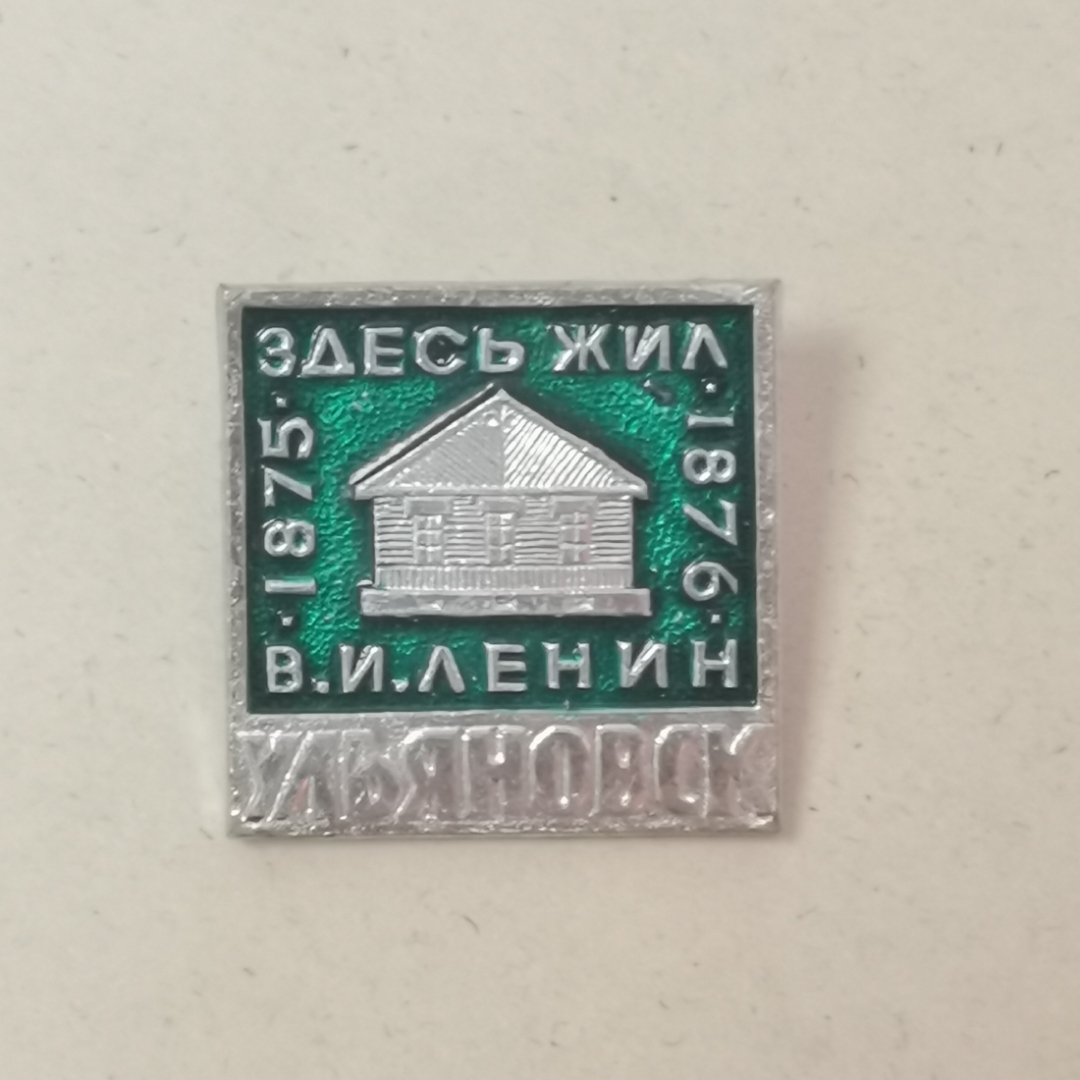 ЗДЕСЬ ЖИЛ
·1875·
·1876·
В.И.ЛЕНИН
УЛЬЯНОВСК